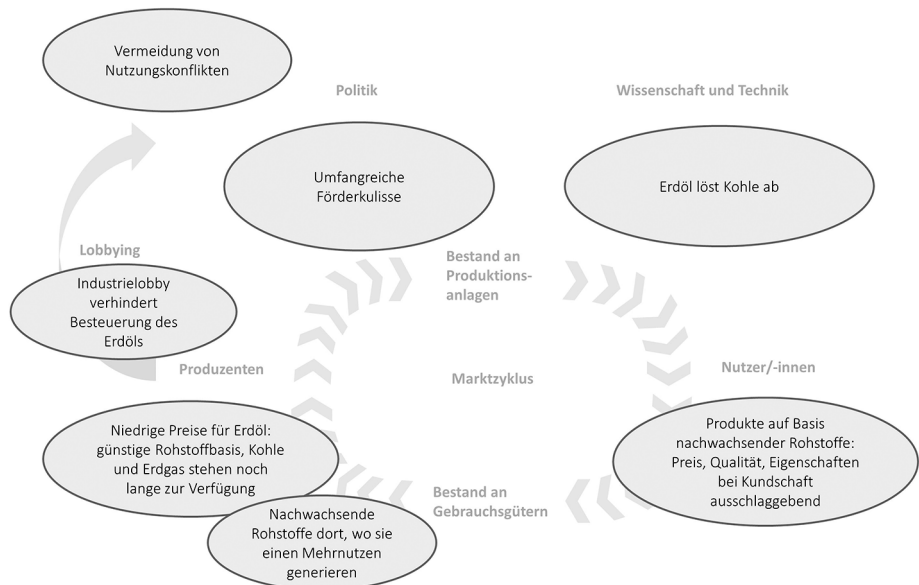 Vermeidung von
Nutzungskonflikten
Politik
Wissenschaft und Technik
Umfangreiche
Förderkulisse
Erdöl löst Kohle ab
Lobbying
Industrielobby
verhindert
Besteuerung des
Erdöls
Bestand an
Produktions-
anlagen
Produzenten
Marktzyklus
Nutzer/-innen
Niedrige Preise für Erdöl:
günstige Rohstoffbasis, Kohle
und Erdgas stehen noch
lange zur Verfügung
Produkte auf Basis
nachwachsender Rohstoffe:
Preis, Qualität, Eigenschaften
bei Kundschaft
ausschlaggebend
Bestand an
Gebrauchsgütern
Nachwachsende
Rohstoffe dort, wo sie
einen Mehrnutzen
generieren